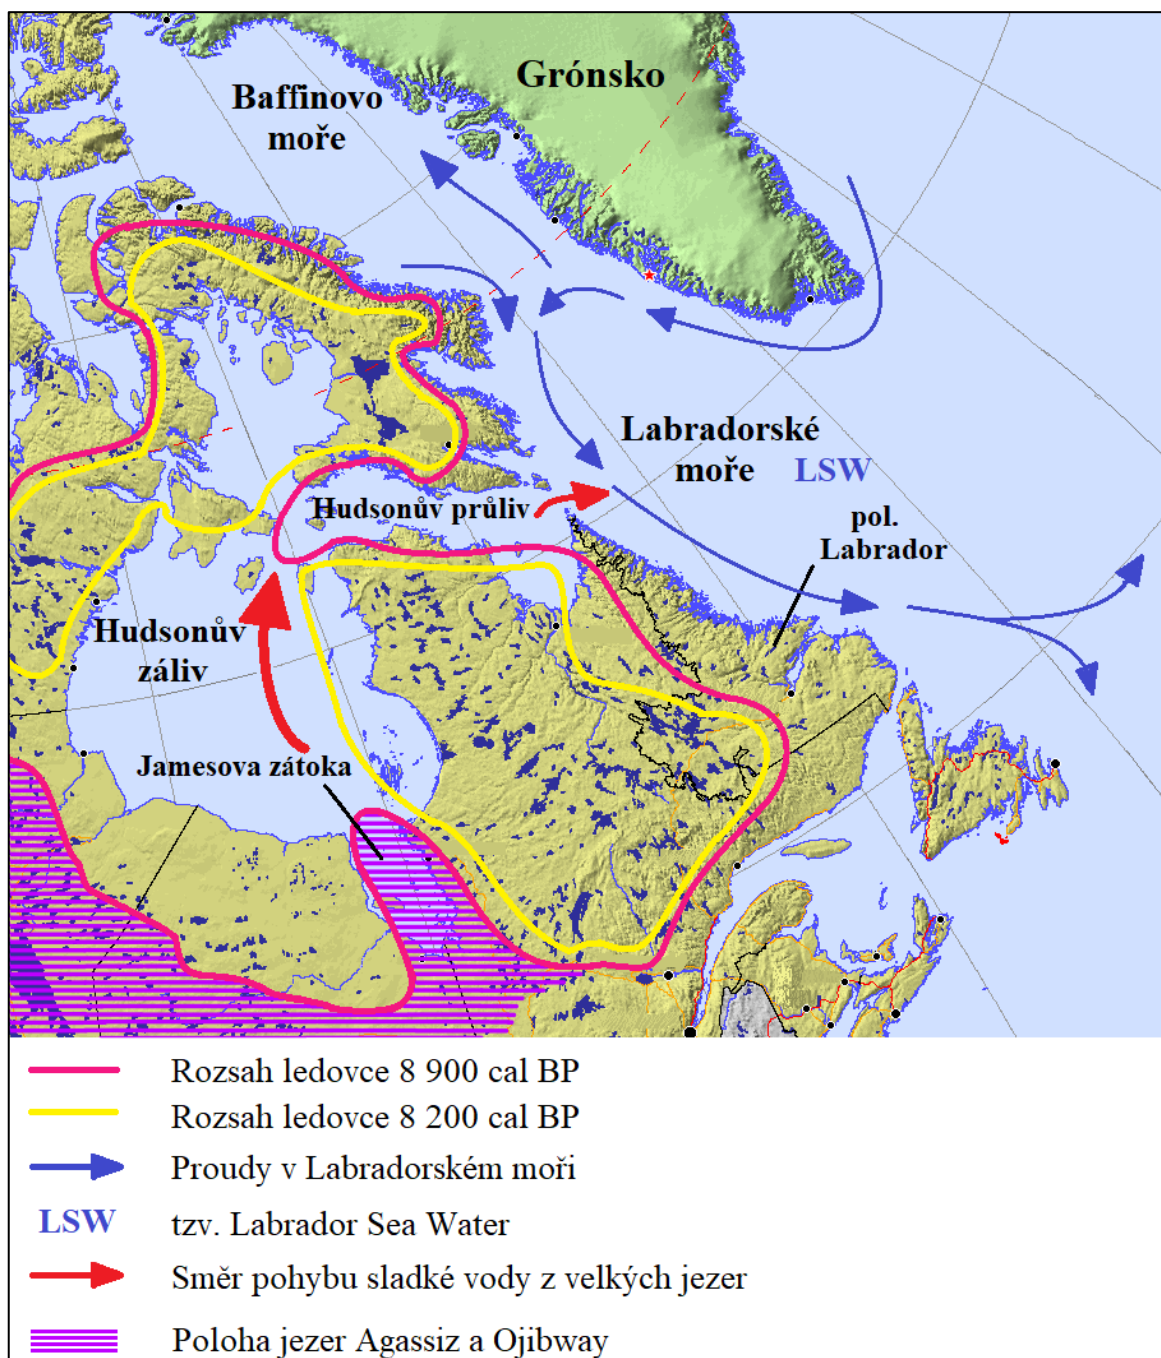 Grónsko
Baffinovo
moře
Labradorské
moře
LSW
Hudsonův průliv
pol.
Labrador
Hudsonův
záliv
Jamesova zátoka
Rozsah ledovce 8 900 cal BP
Rozsah ledovce 8 200 cal BP
Proudy v Labradorském moři
LSW
tzv. Labrador Sea Water
Směr pohybu sladké vody z velkých jezer
Poloha jezer Agassiz a Ojibway